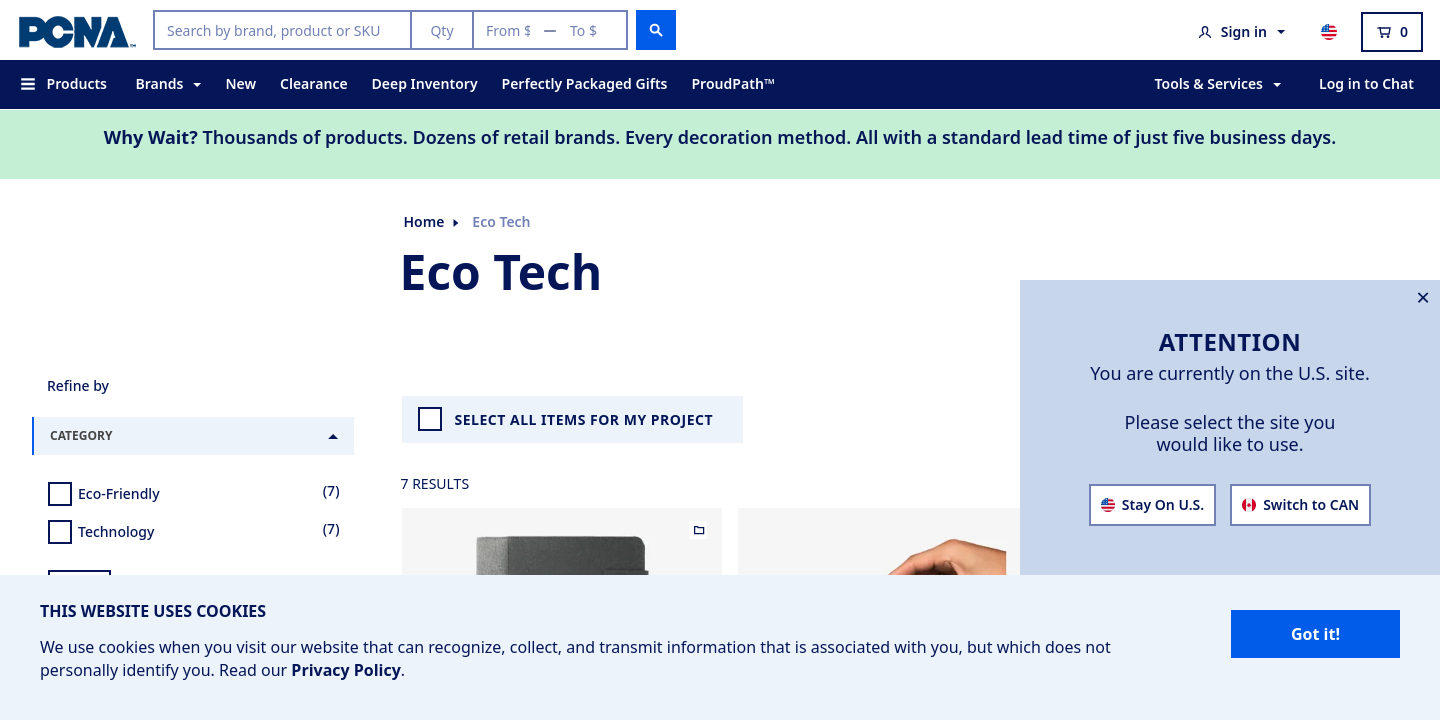 PCNA™
Search by brand, product or SKU
Qty
From $ — To $
Sign in
0
Products
Brands
New
Clearance
Deep Inventory
Perfectly Packaged Gifts
ProudPath™
Tools & Services
Log in to Chat
Why Wait? Thousands of products. Dozens of retail brands. Every decoration method. All with a standard lead time of just five business days.
Home
Eco Tech
Eco Tech
Refine by
CATEGORY
Eco-Friendly (7)
Technology (7)
SELECT ALL ITEMS FOR MY PROJECT
7 RESULTS
ATTENTION
You are currently on the U.S. site.
Please select the site you
would like to use.
Stay On U.S.
Switch to CAN
THIS WEBSITE USES COOKIES
We use cookies when you visit our website that can recognize, collect, and transmit information that is associated with you, but which does not
personally identify you. Read our Privacy Policy.
Got it!